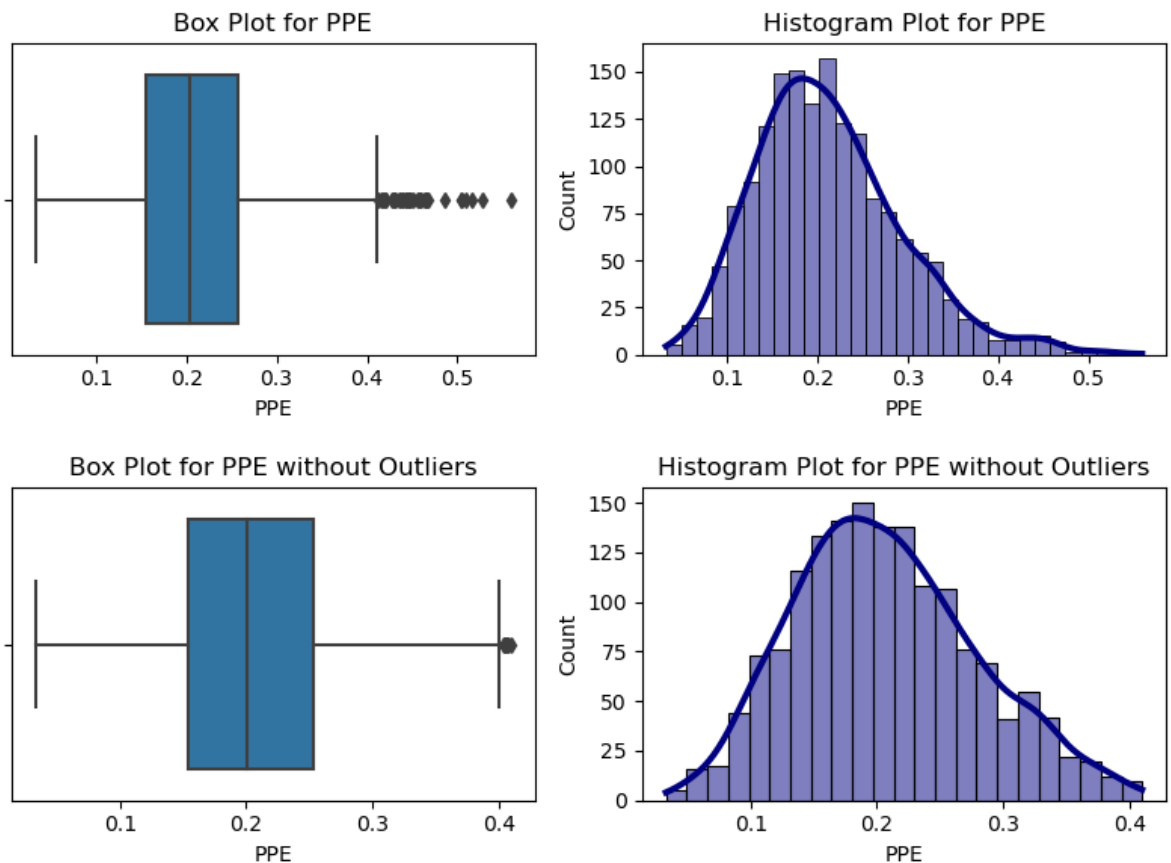 Box Plot for PPE
0.1 0.2 0.3 0.4 0.5
PPE
Histogram Plot for PPE
150
125
100
75
50
25
0
Count
0.1 0.2 0.3 0.4 0.5
PPE
Box Plot for PPE without Outliers
0.1 0.2 0.3 0.4
PPE
Histogram Plot for PPE without Outliers
150
125
100
75
50
25
0
Count
0.1 0.2 0.3 0.4
PPE